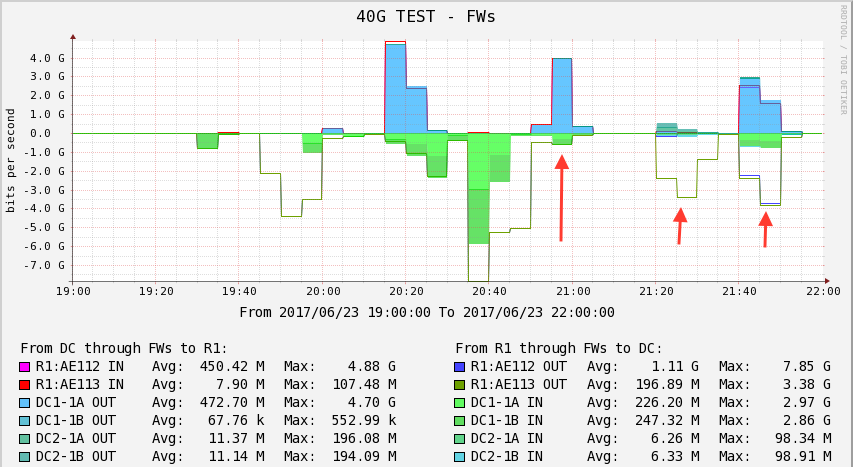 40G TEST - FWs
RRDTOOL / TOBI OETIKER
bits per second
4.0 G
3.0 G
2.0 G
1.0 G
0.0
-1.0 G
-2.0 G
-3.0 G
-4.0 G
-5.0 G
-6.0 G
-7.0 G
19:00 19:20 19:40 20:00 20:20 20:40 21:00 21:20 21:40 22:00
From 2017/06/23 19:00:00 To 2017/06/23 22:00:00
From DC through FWs to R1:
R1:AE112 IN Avg: 450.42 M Max: 4.88 G
R1:AE113 IN Avg: 7.90 M Max: 107.48 M
DC1-1A OUT Avg: 472.70 M Max: 4.70 G
DC1-1B OUT Avg: 67.76 k Max: 552.99 k
DC2-1A OUT Avg: 11.37 M Max: 196.08 M
DC2-1B OUT Avg: 11.14 M Max: 194.09 M
From R1 through FWs to DC:
R1:AE112 OUT Avg: 1.11 G Max: 7.85 G
R1:AE113 OUT Avg: 196.89 M Max: 3.38 G
DC1-1A IN Avg: 226.20 M Max: 2.97 G
DC1-1B IN Avg: 247.32 M Max: 2.86 G
DC2-1A IN Avg: 6.26 M Max: 98.34 M
DC2-1B IN Avg: 6.33 M Max: 98.91 M